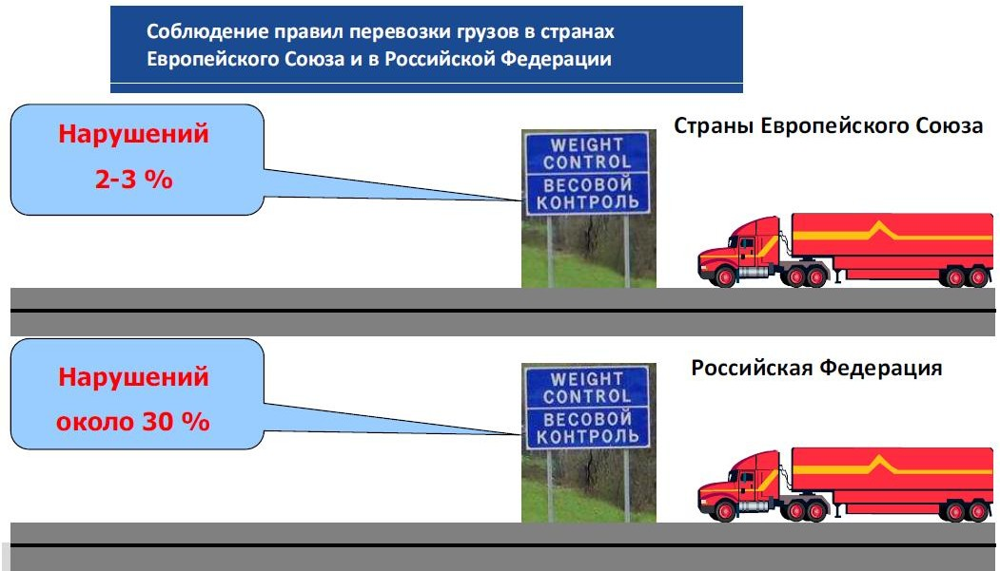 Соблюдение правил перевозки грузов в странах
Европейского Союза и в Российской Федерации
Нарушений
2-3 %
WEIGHT
CONTROL
ВЕСОВОЙ
КОНТРОЛЬ
Страны Европейского Союза
Нарушений
около 30 %
WEIGHT
CONTROL
ВЕСОВОЙ
КОНТРОЛЬ
Российская Федерация